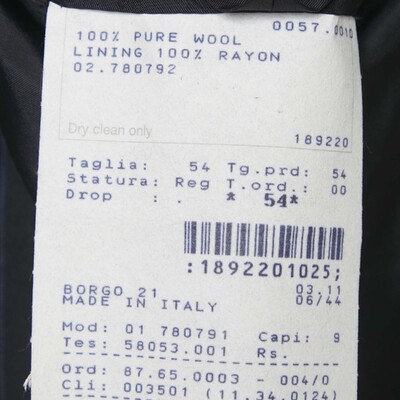 0057.0010
100% PURE WOOL
LINING 100% RAYON
02.780792
Dry clean only
189220
Taglia: 54 Tg.prd: 54
Statura: Reg T.ord.: 00
Drop : . * 54*
:1892201025;
BORGO 21 03.11
MADE IN ITALY 06/44
Mod: 01 780791 Capi: 9
Tes: 58053.001 Rs.
Ord: 87.65.0003 - 004/0
Cli: 003501 (11.34.0124)